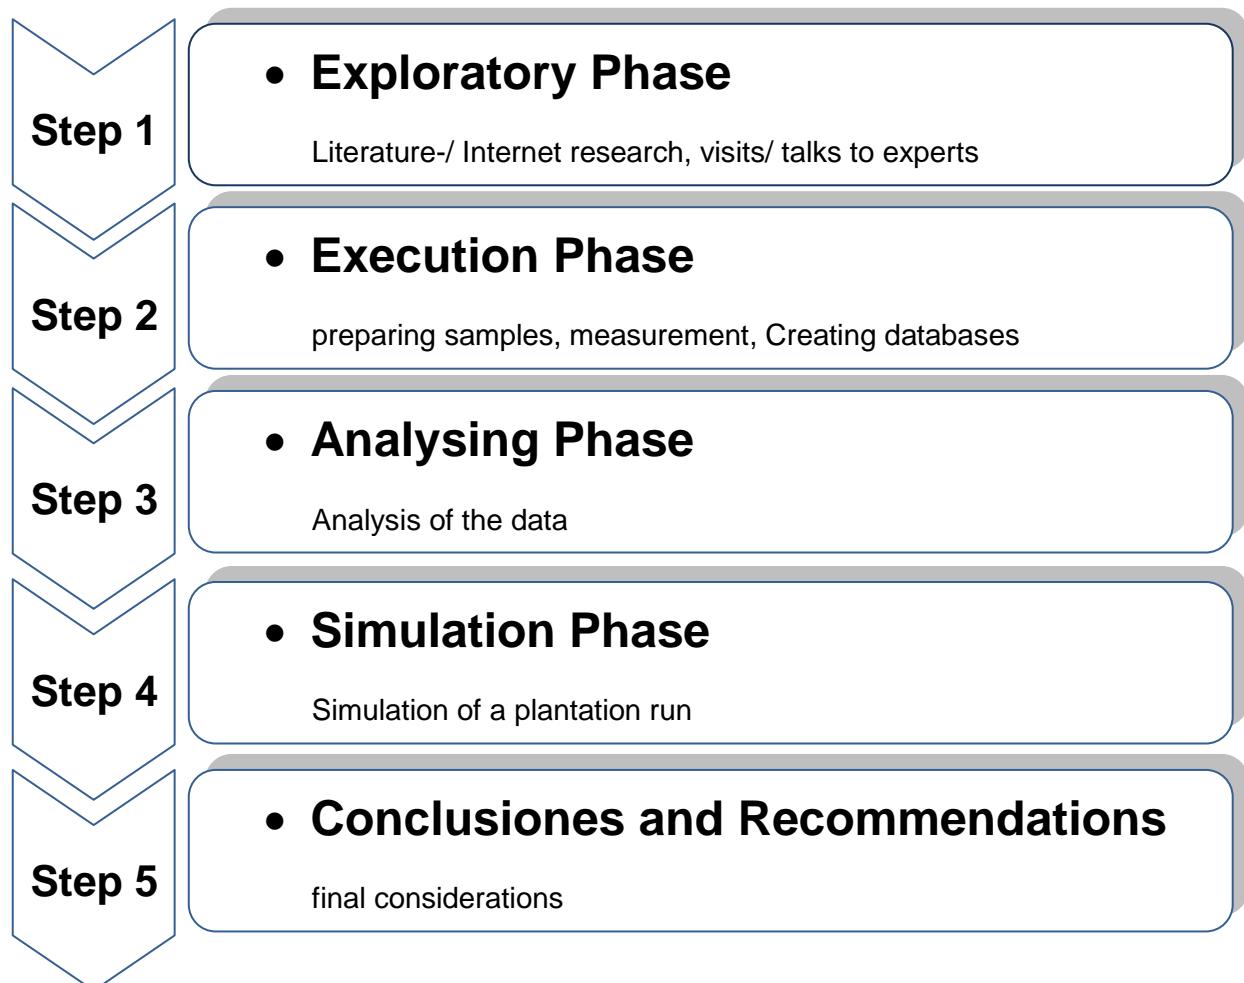 Step 1
• Exploratory Phase
Literature-/ Internet research, visits/ talks to experts
Step 2
• Execution Phase
preparing samples, measurement, Creating databases
Step 3
• Analysing Phase
Analysis of the data
Step 4
• Simulation Phase
Simulation of a plantation run
Step 5
• Conclusiones and Recommendations
final considerations